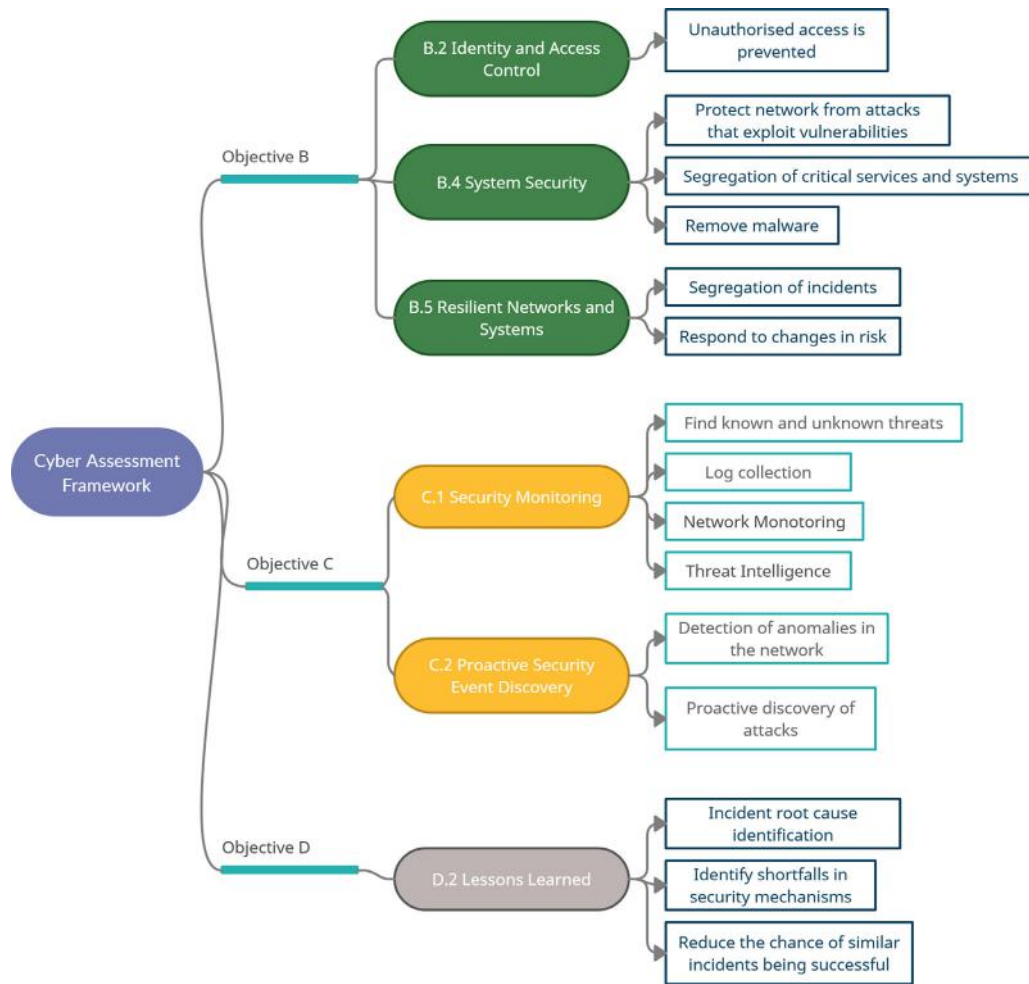 B.2 Identity and Access
Control
Unauthorised access is
prevented
Objective B
B.4 System Security
Protect network from attacks
that exploit vulnerabilities
Segregation of critical services and systems
Remove malware
B.5 Resilient Networks and
Systems
Segregation of incidents
Respond to changes in risk
Cyber Assessment
Framework
Objective C
C.1 Security Monitoring
Find known and unknown threats
Log collection
Network Monotoring
Threat Intelligence
C.2 Proactive Security
Event Discovery
Detection of anomalies in
the network
Proactive discovery of
attacks
Objective D
D.2 Lessons Learned
Incident root cause
identification
Identify shortfalls in
security mechanisms
Reduce the chance of similar
incidents being successful